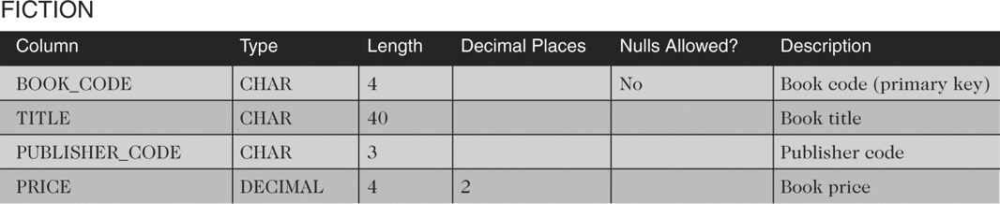 FICTION
Column Type Length Decimal Places Nulls Allowed? Description
BOOK_CODE CHAR 4 No Book code (primary key)
TITLE CHAR 40 Book title
PUBLISHER_CODE CHAR 3 Publisher code
PRICE DECIMAL 4 2 Book price